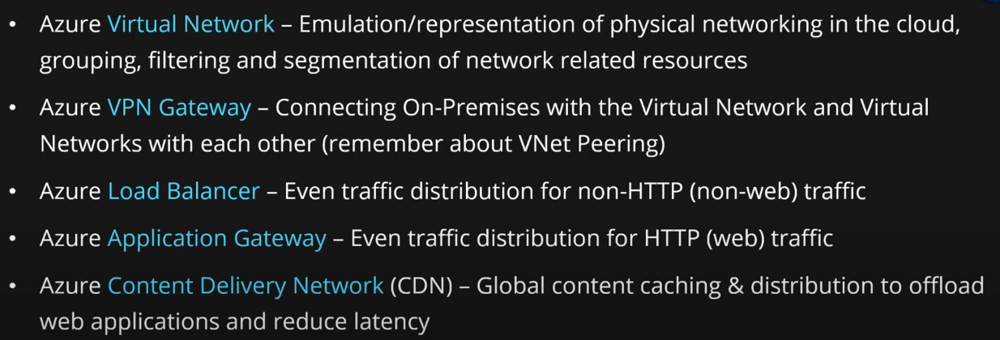 • Azure Virtual Network – Emulation/representation of physical networking in the cloud,
grouping, filtering and segmentation of network related resources
• Azure VPN Gateway – Connecting On-Premises with the Virtual Network and Virtual
Networks with each other (remember about VNet Peering)
• Azure Load Balancer – Even traffic distribution for non-HTTP (non-web) traffic
• Azure Application Gateway – Even traffic distribution for HTTP (web) traffic
• Azure Content Delivery Network (CDN) – Global content caching & distribution to offload
web applications and reduce latency